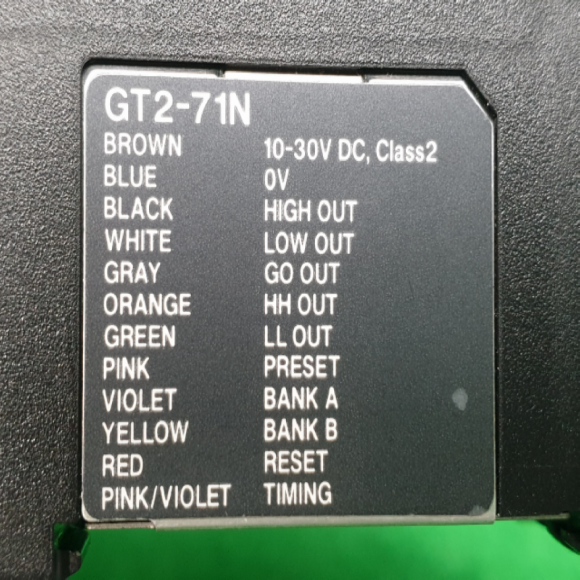 GT2-71N
BROWN 10-30V DC, Class2
BLUE 0V
BLACK HIGH OUT
WHITE LOW OUT
GRAY GO OUT
ORANGE HH OUT
GREEN LL OUT
PINK PRESET
VIOLET BANK A
YELLOW BANK B
RED RESET
PINK/VIOLET TIMING